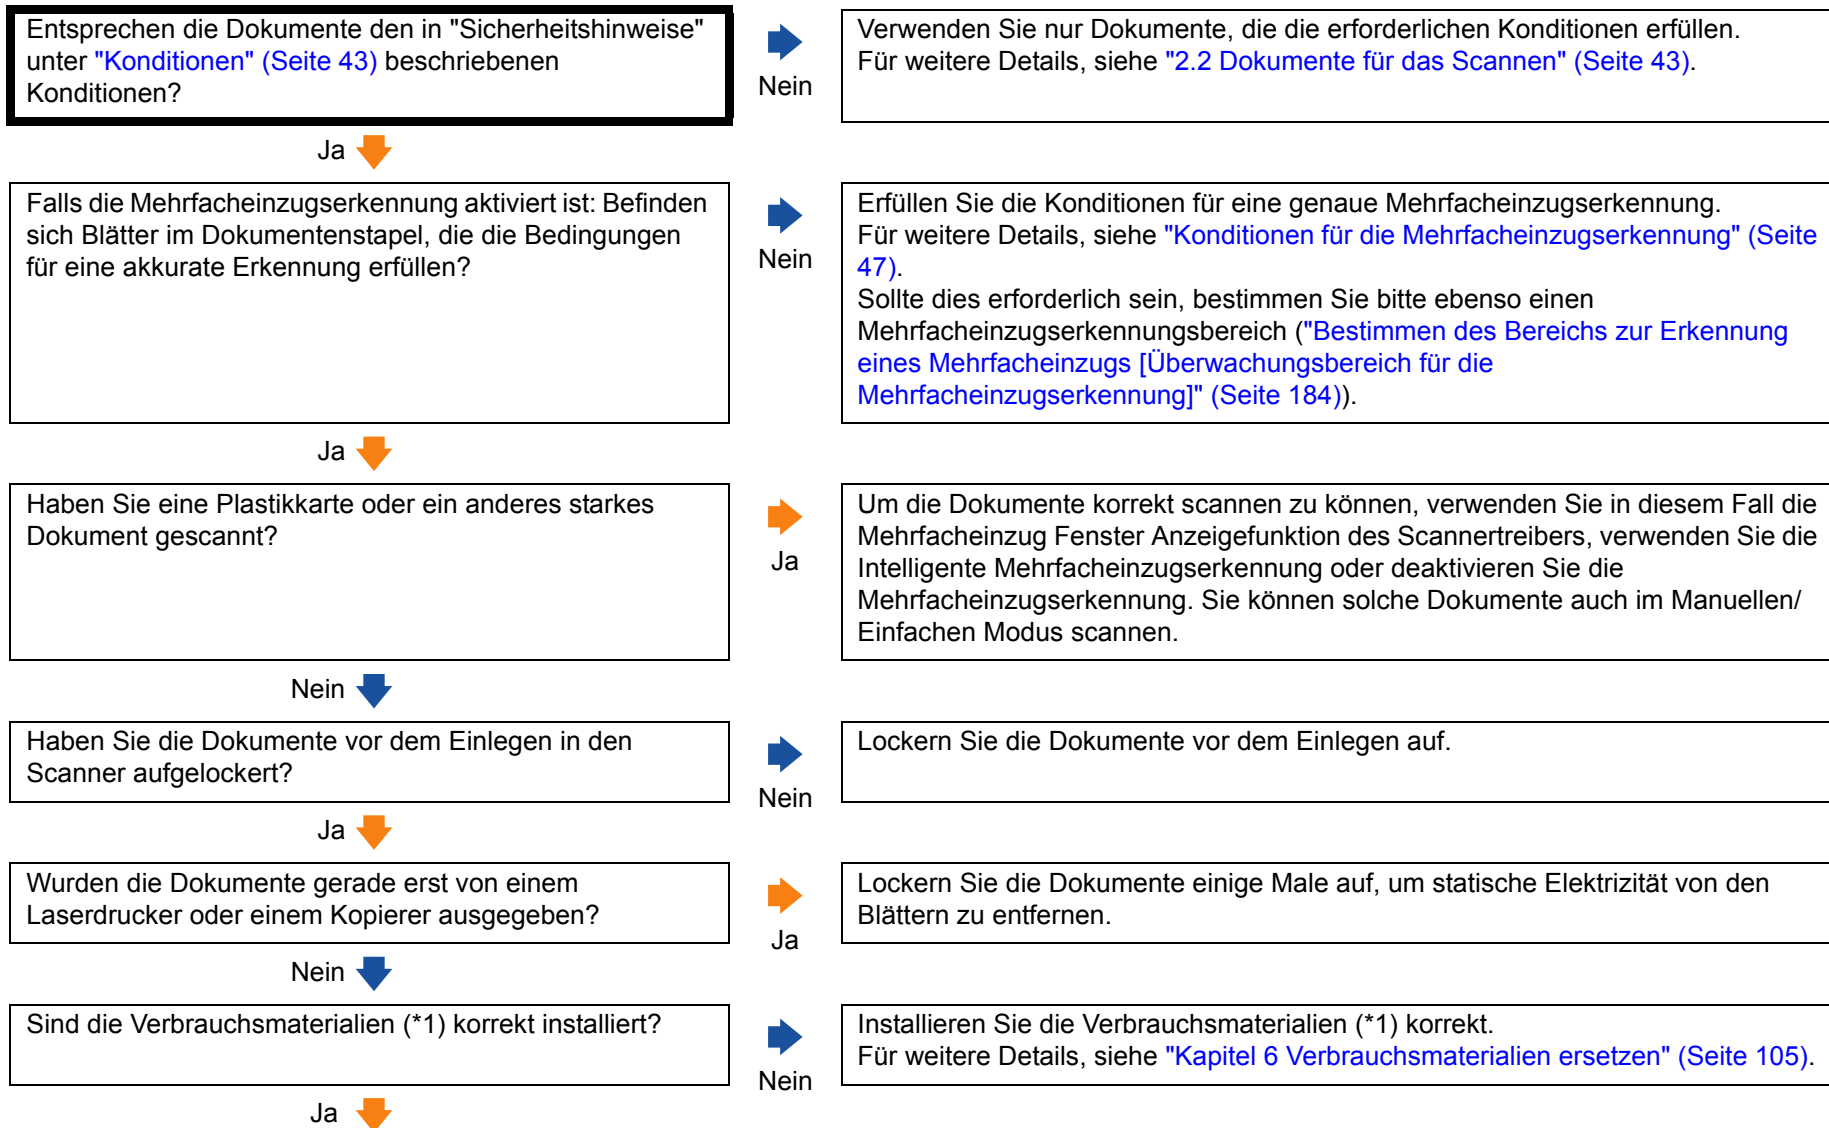 Entsprechen die Dokumente den in "Sicherheitshinweise"
unter "Konditionen" (Seite 43) beschriebenen
Konditionen?
Nein
Verwenden Sie nur Dokumente, die die erforderlichen Konditionen erfüllen.
Für weitere Details, siehe "2.2 Dokumente für das Scannen" (Seite 43).
Ja
Falls die Mehrfacheinzugserkennung aktiviert ist: Befinden
sich Blätter im Dokumentenstapel, die die Bedingungen
für eine akkurate Erkennung erfüllen?
Nein
Erfüllen Sie die Konditionen für eine genaue Mehrfacheinzugserkennung.
Für weitere Details, siehe "Konditionen für die Mehrfacheinzugserkennung" (Seite
47).
Sollte dies erforderlich sein, bestimmen Sie bitte ebenso einen
Mehrfacheinzugserkennungsbereich ("Bestimmen des Bereichs zur Erkennung
eines Mehrfacheinzugs [Überwachungsbereich für die
Mehrfacheinzugserkennung]" (Seite 184)).
Ja
Haben Sie eine Plastikkarte oder ein anderes starkes
Dokument gescannt?
Ja
Um die Dokumente korrekt scannen zu können, verwenden Sie in diesem Fall die
Mehrfacheinzug Fenster Anzeigefunktion des Scannertreibers, verwenden Sie die
Intelligente Mehrfacheinzugserkennung oder deaktivieren Sie die
Mehrfacheinzugserkennung. Sie können solche Dokumente auch im Manuellen/
Einfachen Modus scannen.
Nein
Haben Sie die Dokumente vor dem Einlegen in den
Scanner aufgelockert?
Nein
Lockern Sie die Dokumente vor dem Einlegen auf.
Ja
Wurden die Dokumente gerade erst von einem
Laserdrucker oder einem Kopierer ausgegeben?
Ja
Lockern Sie die Dokumente einige Male auf, um statische Elektrizität von den
Blättern zu entfernen.
Nein
Sind die Verbrauchsmaterialien (*1) korrekt installiert?
Nein
Installieren Sie die Verbrauchsmaterialien (*1) korrekt.
Für weitere Details, siehe "Kapitel 6 Verbrauchsmaterialien ersetzen" (Seite 105).
Ja